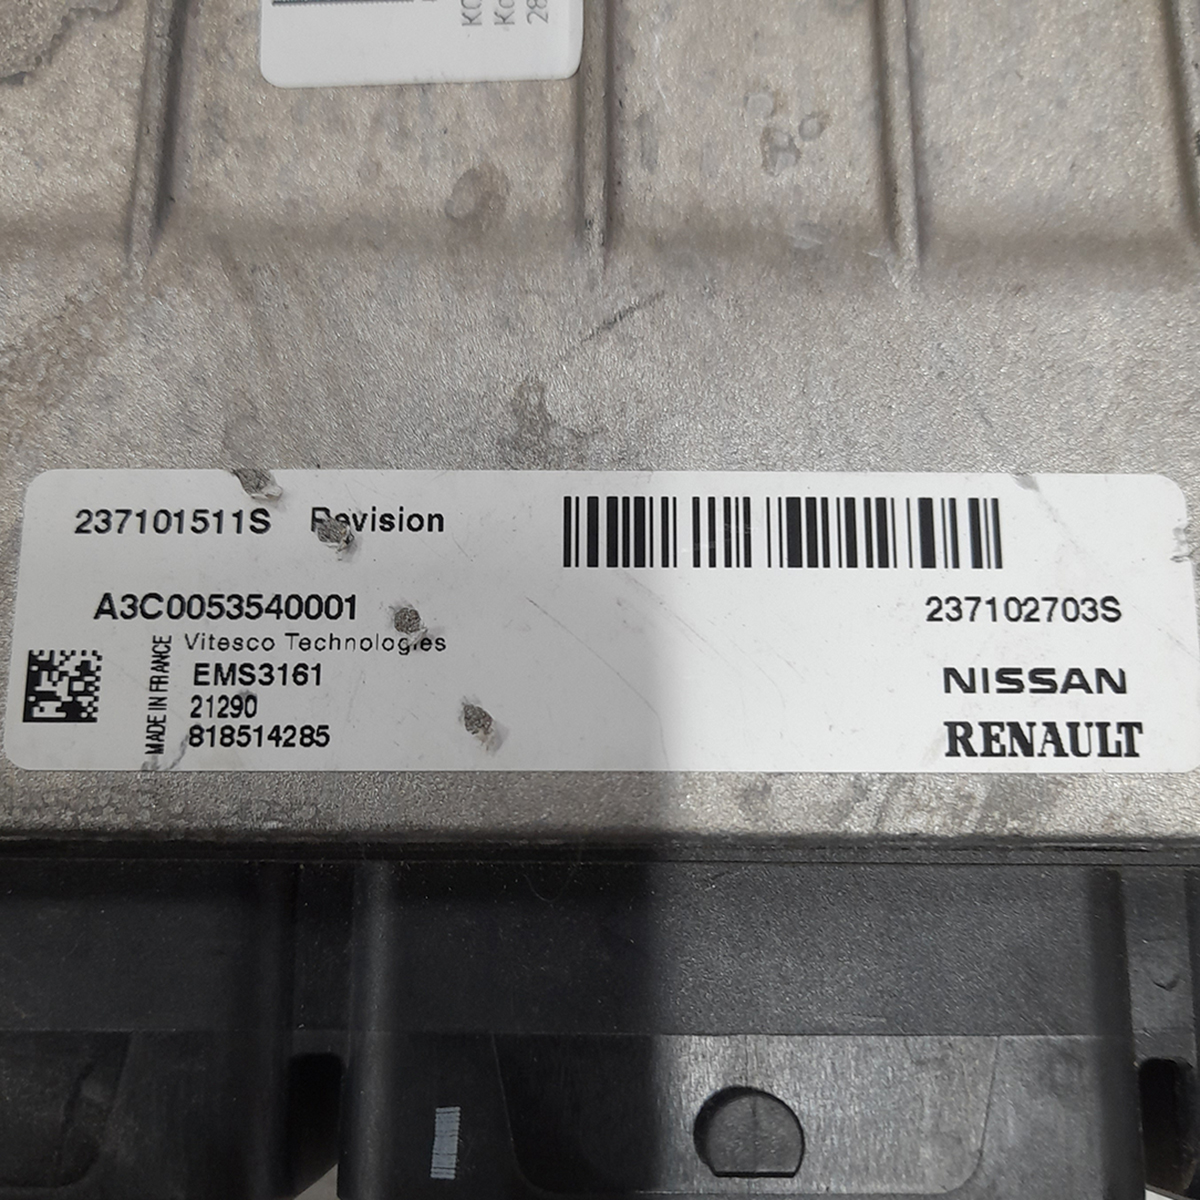 237101511S Revision
A3C0053540001
237102703S
MADE IN FRANCE
Vitesco Technologies
EMS3161
21290
818514285
NISSAN
RENAULT